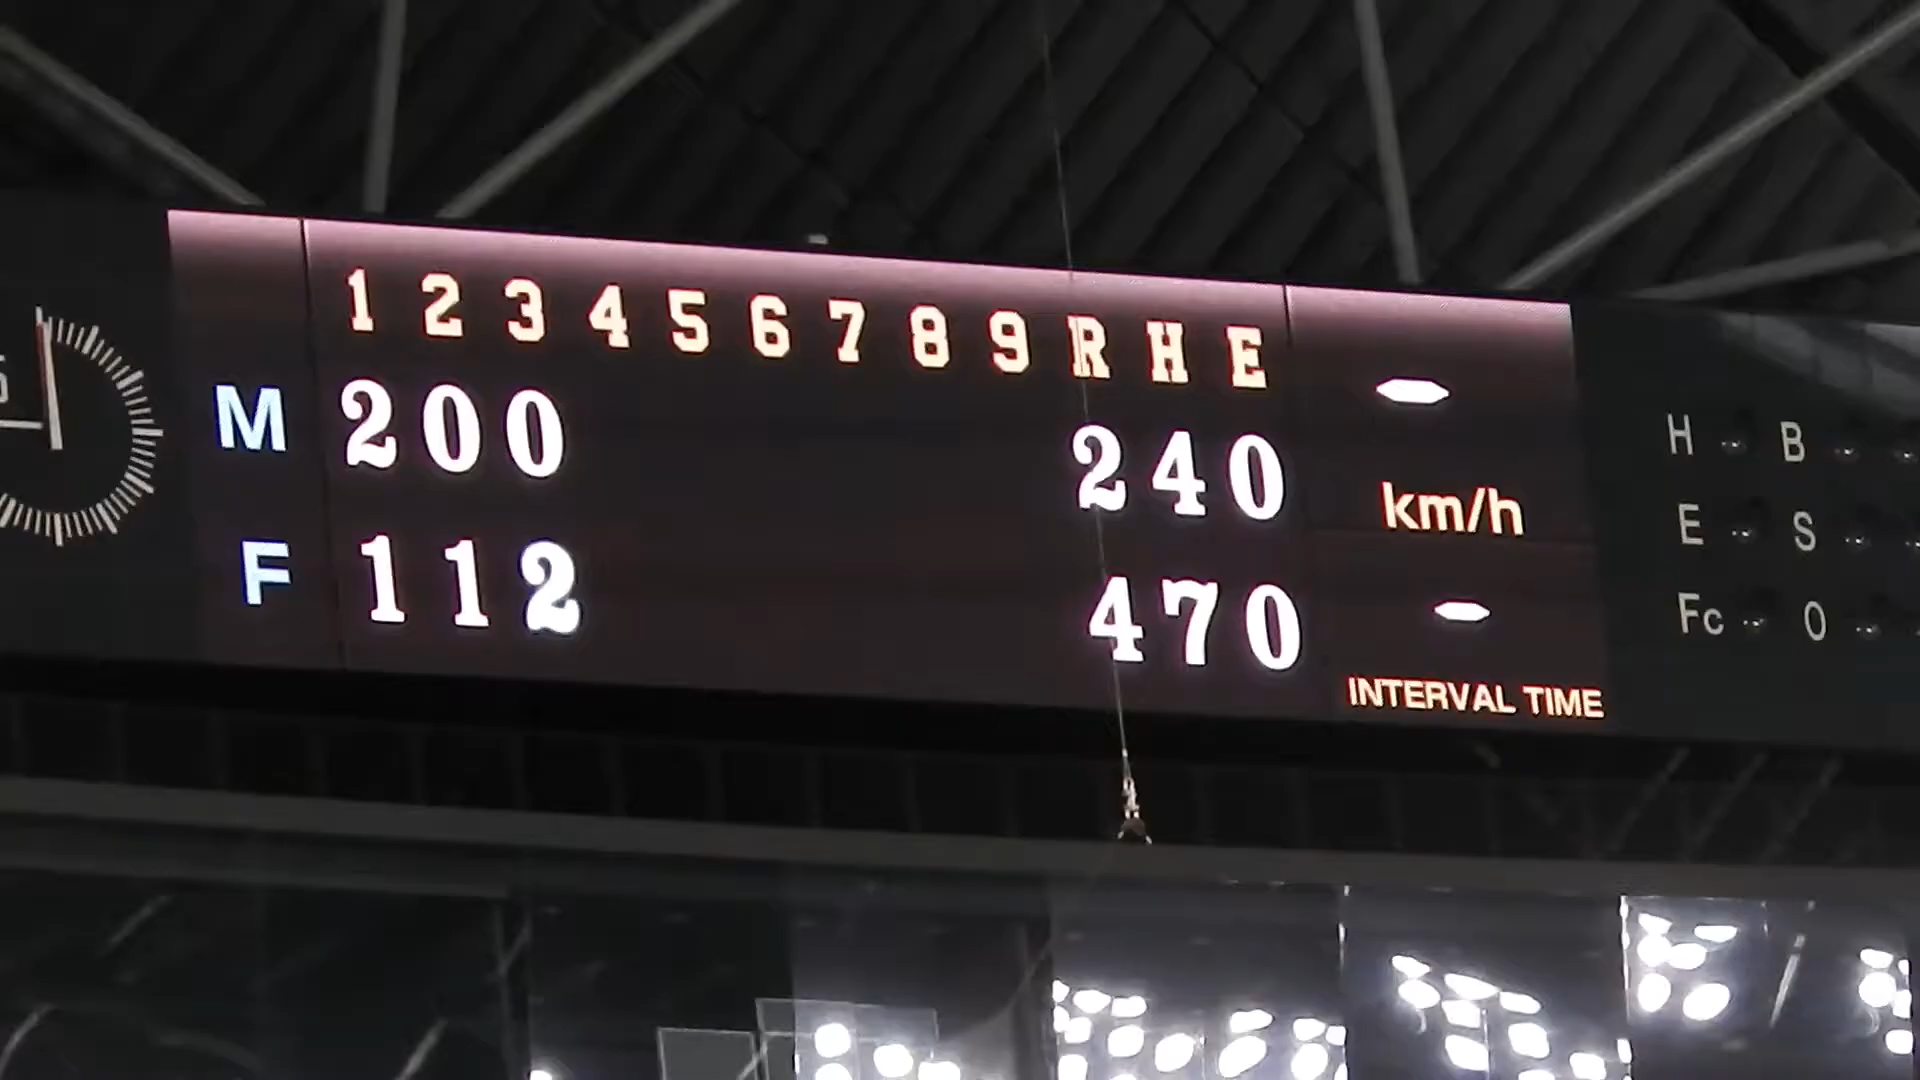 1 2 3 4 5 6 7 8 9 R H E
M 2 0 0 2 4 0
km/h
F 1 1 2 4 7 0
INTERVAL TIME
H B
E S
Fc O